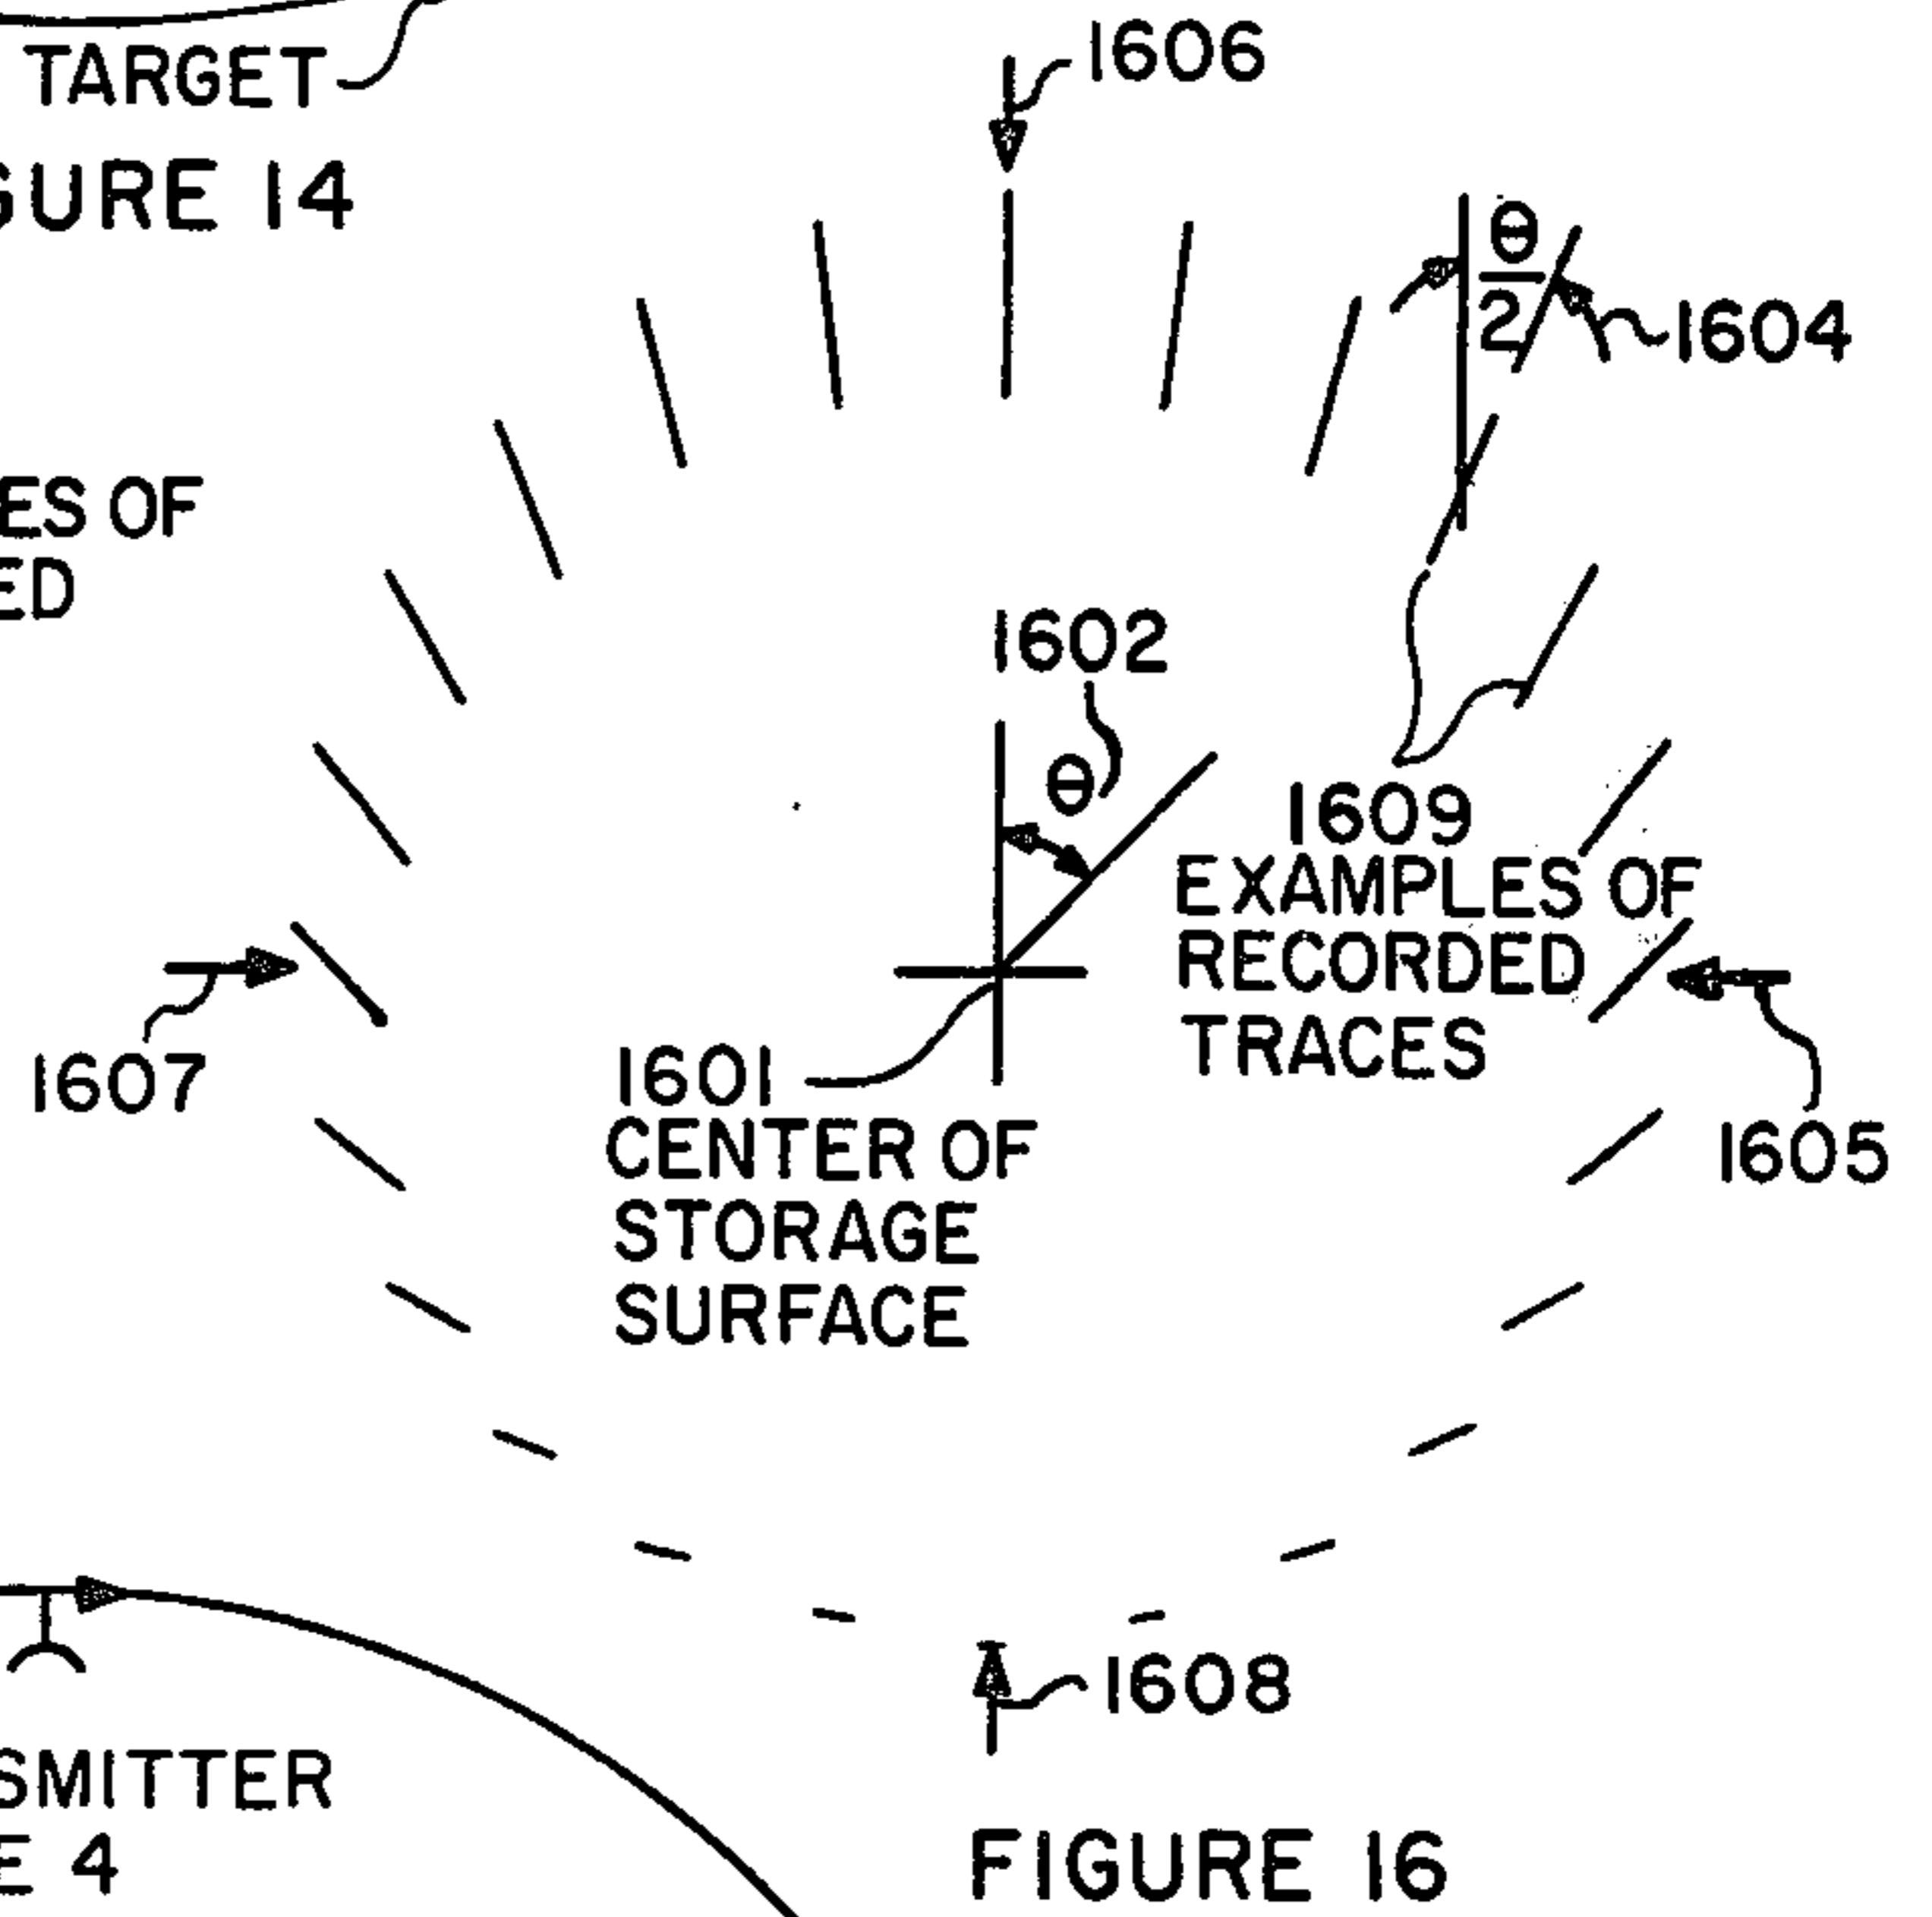 TARGET
GURE 14
ES OF
ED
1606
θ
2
1604
1602
θ
1609
EXAMPLES OF
RECORDED
TRACES
1607
1601
CENTER OF
STORAGE
SURFACE
1605
1608
SMITTER
E 4
FIGURE 16